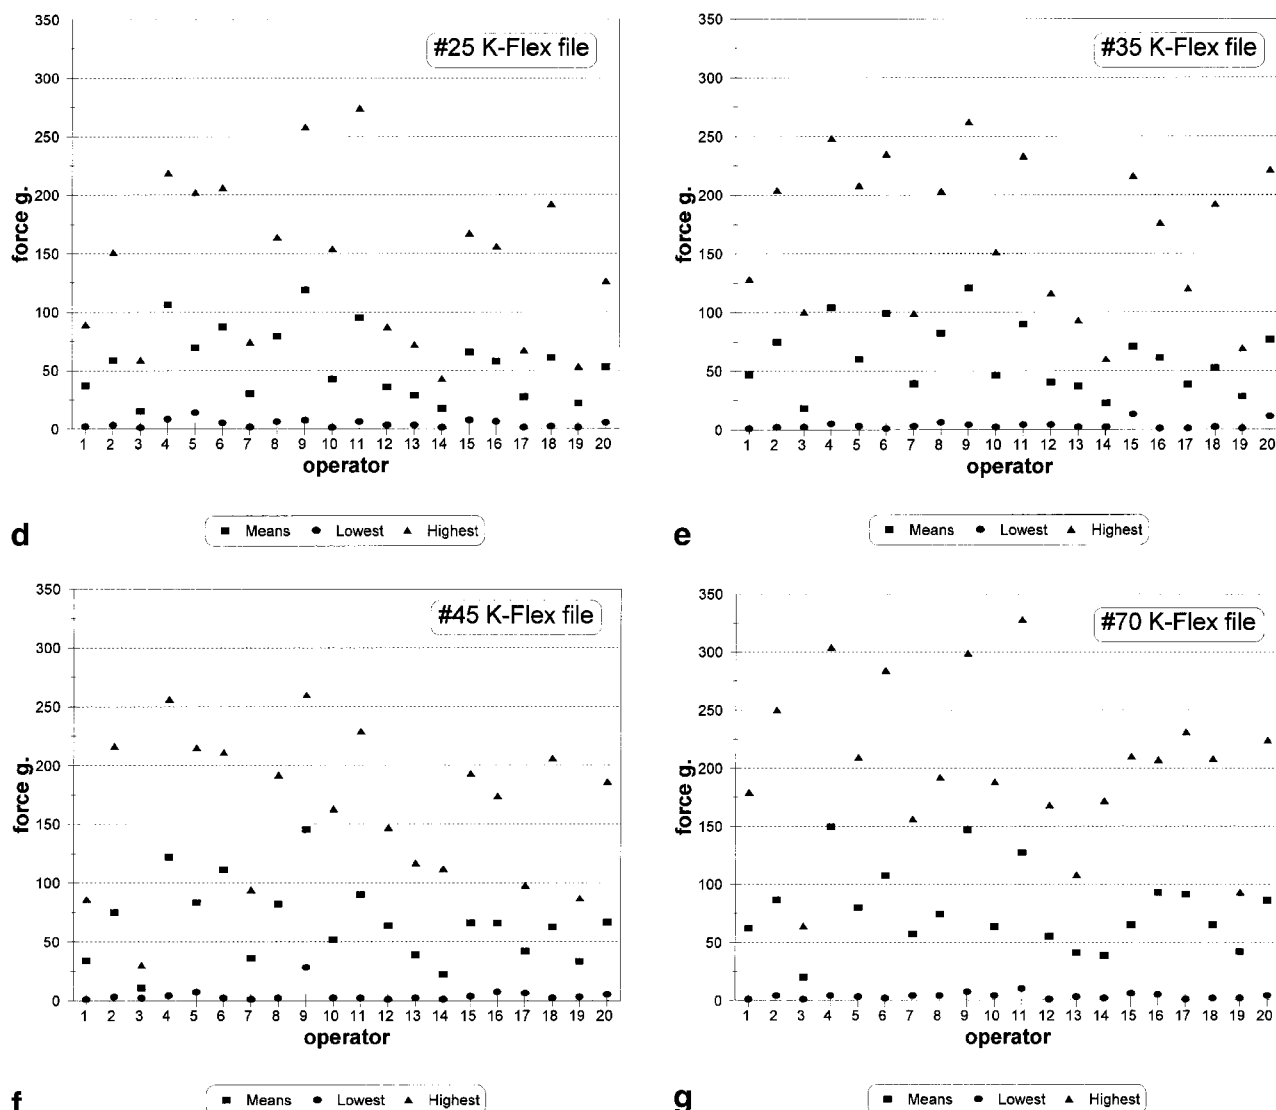 #25 K-Flex file
350
300
250
200
150
100
50
0
force g.
1 2 3 4 5 6 7 8 9 10 11 12 13 14 15 16 17 18 19 20
operator
Means Lowest Highest
d
#35 K-Flex file
350
300
250
200
150
100
50
0
force g.
1 2 3 4 5 6 7 8 9 10 11 12 13 14 15 16 17 18 19 20
operator
Means Lowest Highest
e
#45 K-Flex file
350
300
250
200
150
100
50
0
force g.
1 2 3 4 5 6 7 8 9 10 11 12 13 14 15 16 17 18 19 20
operator
Means Lowest Highest
f
#70 K-Flex file
350
300
250
200
150
100
50
0
force g.
1 2 3 4 5 6 7 8 9 10 11 12 13 14 15 16 17 18 19 20
operator
Means Lowest Highest
g